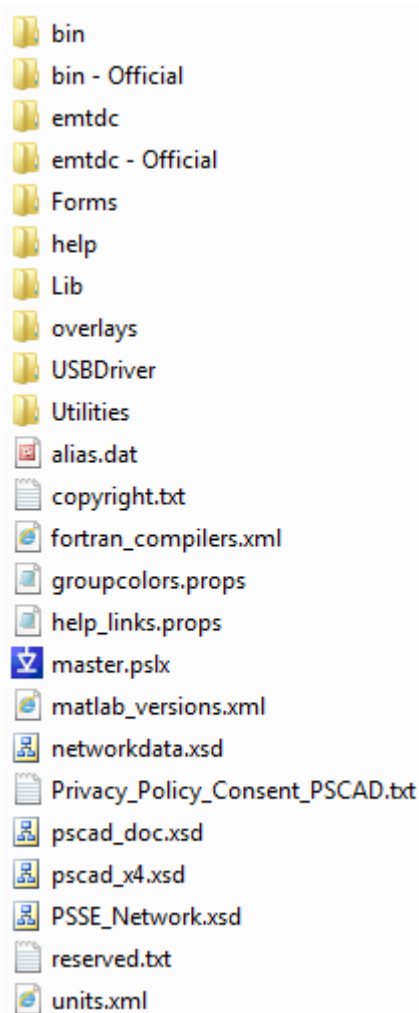 bin
bin - Official
emtdc
emtdc - Official
Forms
help
Lib
overlays
USBDriver
Utilities
alias.dat
copyright.txt
fortran_compilers.xml
groupcolors.props
help_links.props
master.pslx
matlab_versions.xml
networkdata.xsd
Privacy_Policy_Consent_PSCAD.txt
pscad_doc.xsd
pscad_x4.xsd
PSSE_Network.xsd
reserved.txt
units.xml